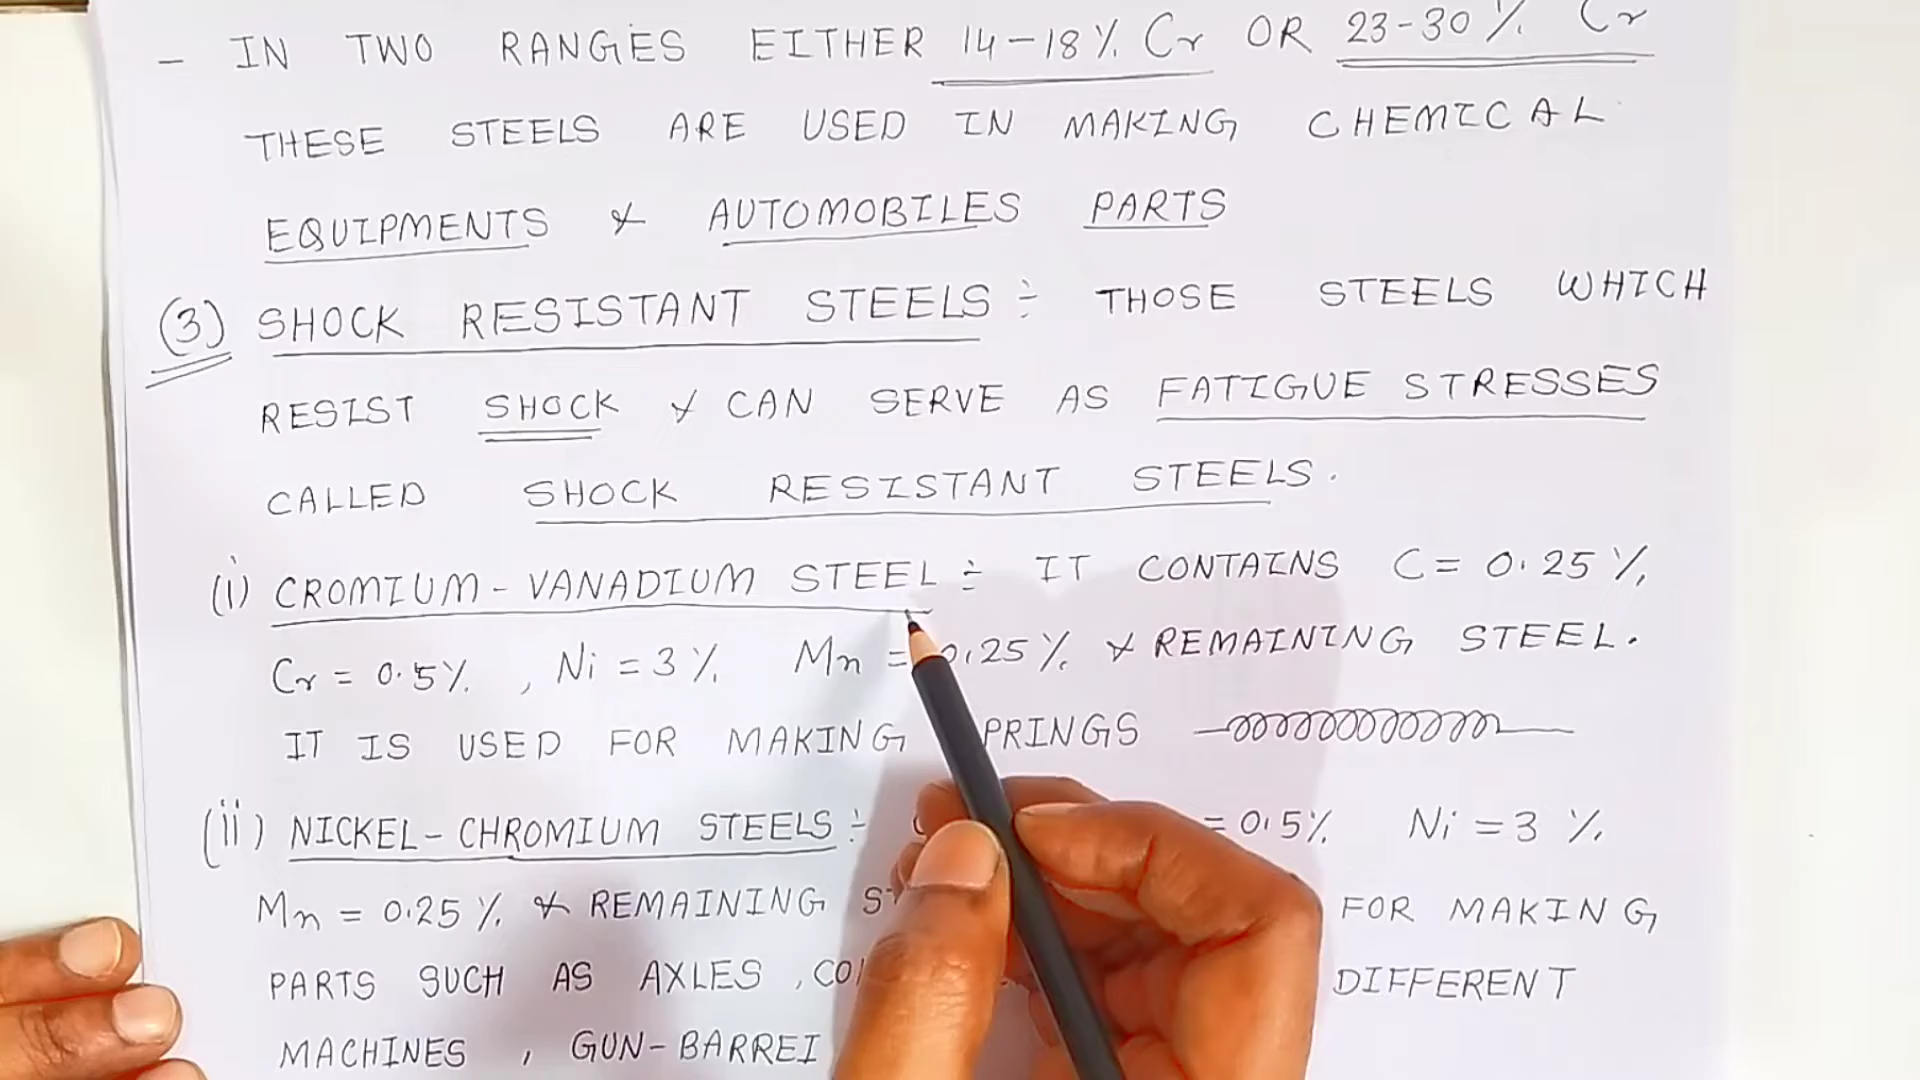 - IN TWO RANGES EITHER 14-18% Cr OR 23-30% Cr
THESE STEELS ARE USED IN MAKING CHEMICAL
EQUIPMENTS & AUTOMOBILES PARTS
(3) SHOCK RESISTANT STEELS ÷ THOSE STEELS WHICH
RESIST SHOCK & CAN SERVE AS FATIGUE STRESSES
CALLED SHOCK RESISTANT STEELS.
(i) CROMIUM-VANADIUM STEEL ÷ IT CONTAINS C = 0.25%,
Cr = 0.5%, Ni = 3% Mn = 0.25% & REMAINING STEEL.
IT IS USED FOR MAKING PRINGS
(ii) NICKEL-CHROMIUM STEELS ÷ = 0.5% Ni = 3%
Mn = 0.25% & REMAINING FOR MAKING
PARTS SUCH AS AXLES, DIFFERENT
MACHINES, GUN-